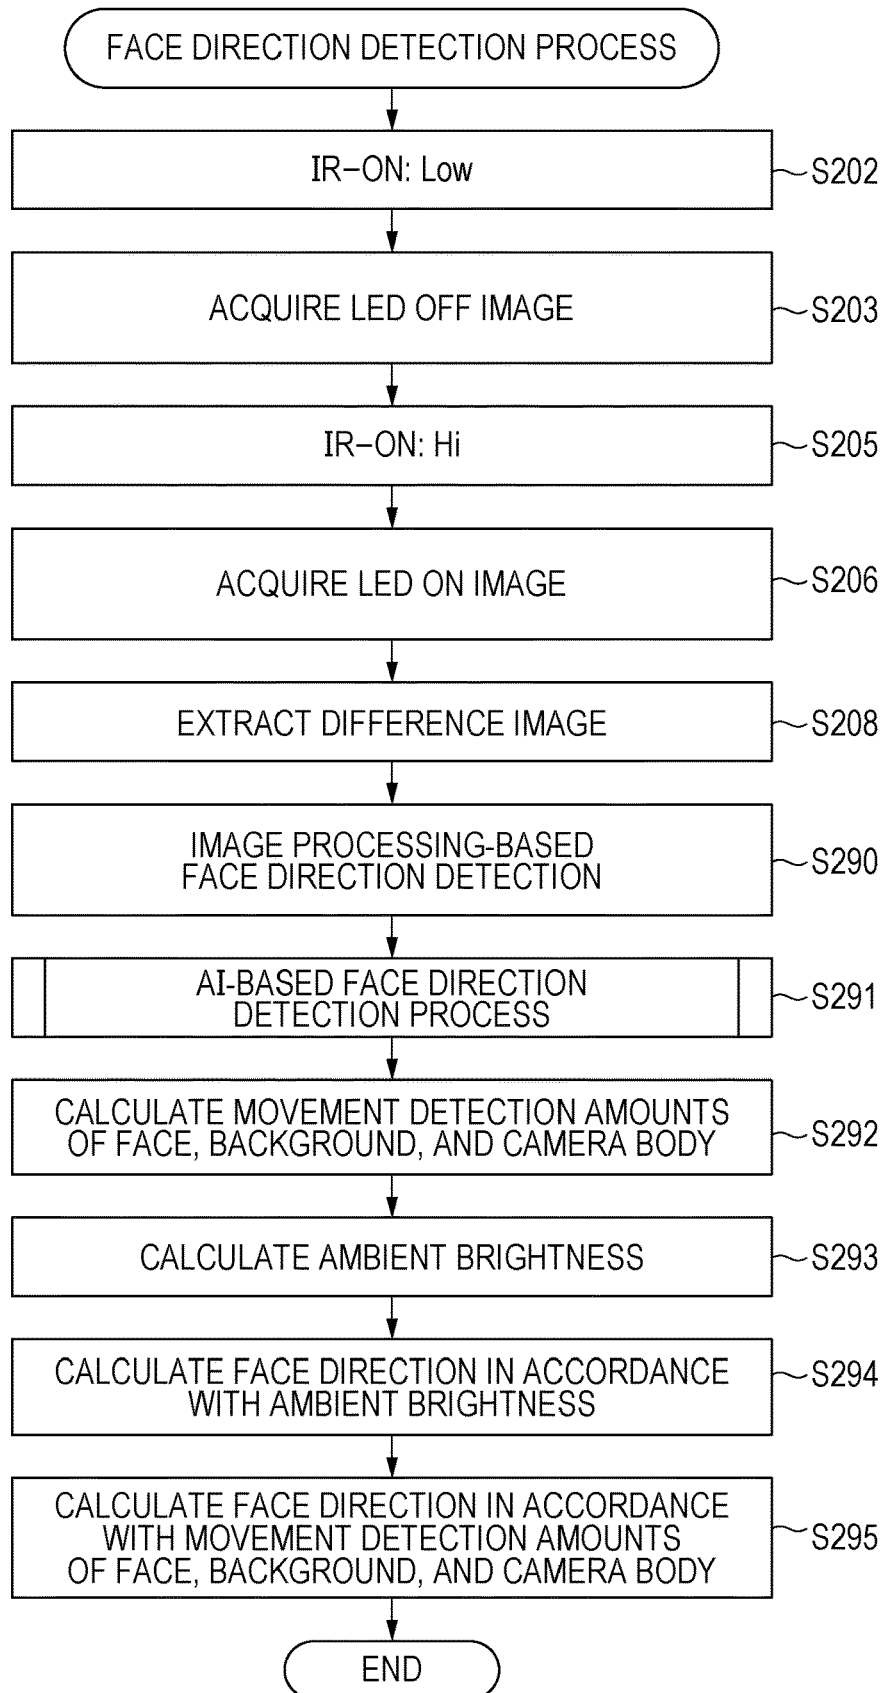 FACE DIRECTION DETECTION PROCESS
IR-ON: Low
S202
ACQUIRE LED OFF IMAGE
S203
IR-ON: Hi
S205
ACQUIRE LED ON IMAGE
S206
EXTRACT DIFFERENCE IMAGE
S208
IMAGE PROCESSING-BASED
FACE DIRECTION DETECTION
S290
AI-BASED FACE DIRECTION
DETECTION PROCESS
S291
CALCULATE MOVEMENT DETECTION AMOUNTS
OF FACE, BACKGROUND, AND CAMERA BODY
S292
CALCULATE AMBIENT BRIGHTNESS
S293
CALCULATE FACE DIRECTION IN ACCORDANCE
WITH AMBIENT BRIGHTNESS
S294
CALCULATE FACE DIRECTION IN ACCORDANCE
WITH MOVEMENT DETECTION AMOUNTS
OF FACE, BACKGROUND, AND CAMERA BODY
S295
END